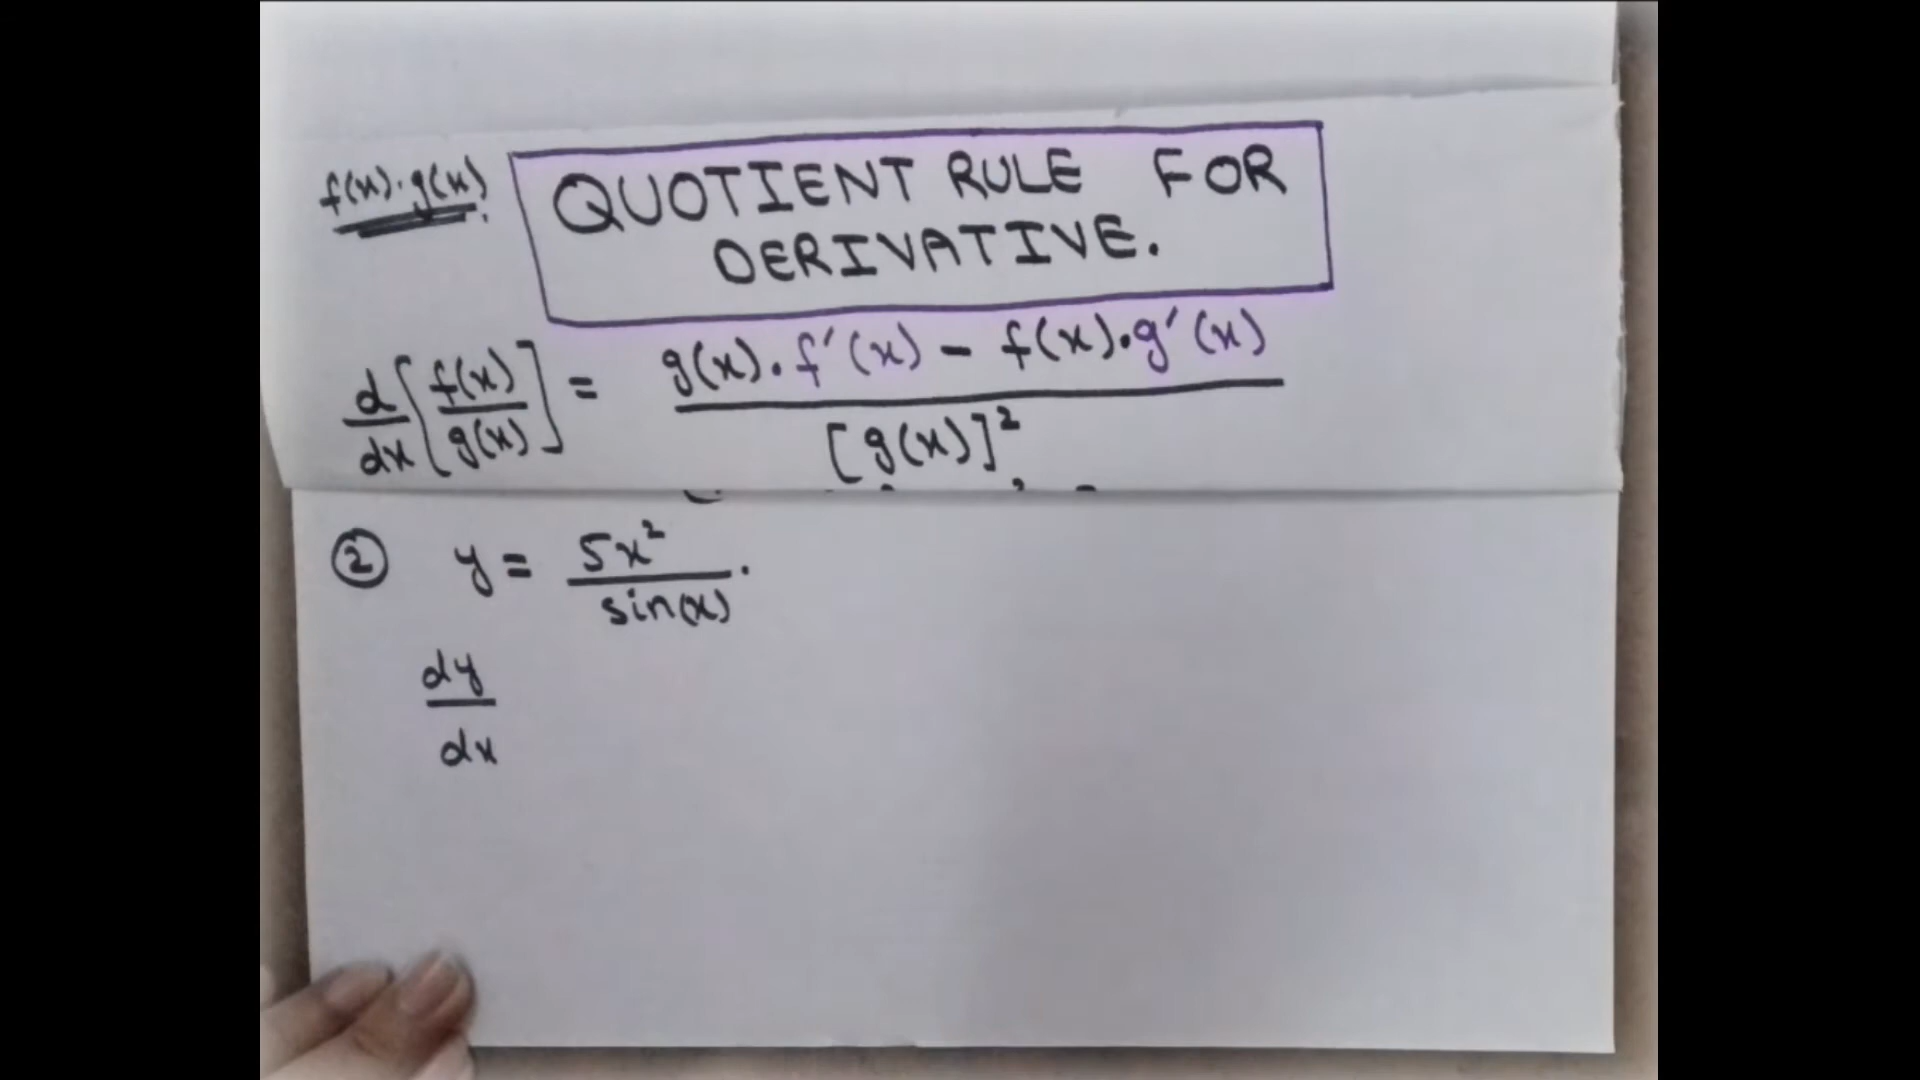 f(x)·g(x)
QUOTIENT RULE FOR
DERIVATIVE.
d/dx [f(x)/g(x)] = g(x)·f'(x) - f(x)·g'(x) / [g(x)]²
② y = 5x²/sin(x).
dy/dx